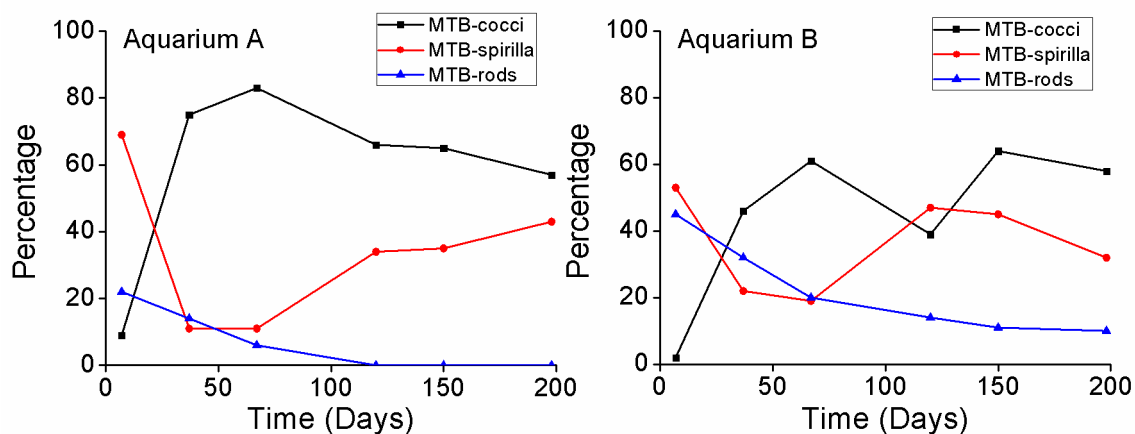 Aquarium A
MTB-cocci
MTB-spirilla
MTB-rods
Percentage
100
80
60
40
20
0
0 50 100 150 200
Time (Days)
Aquarium B
MTB-cocci
MTB-spirilla
MTB-rods
Percentage
100
80
60
40
20
0
0 50 100 150 200
Time (Days)